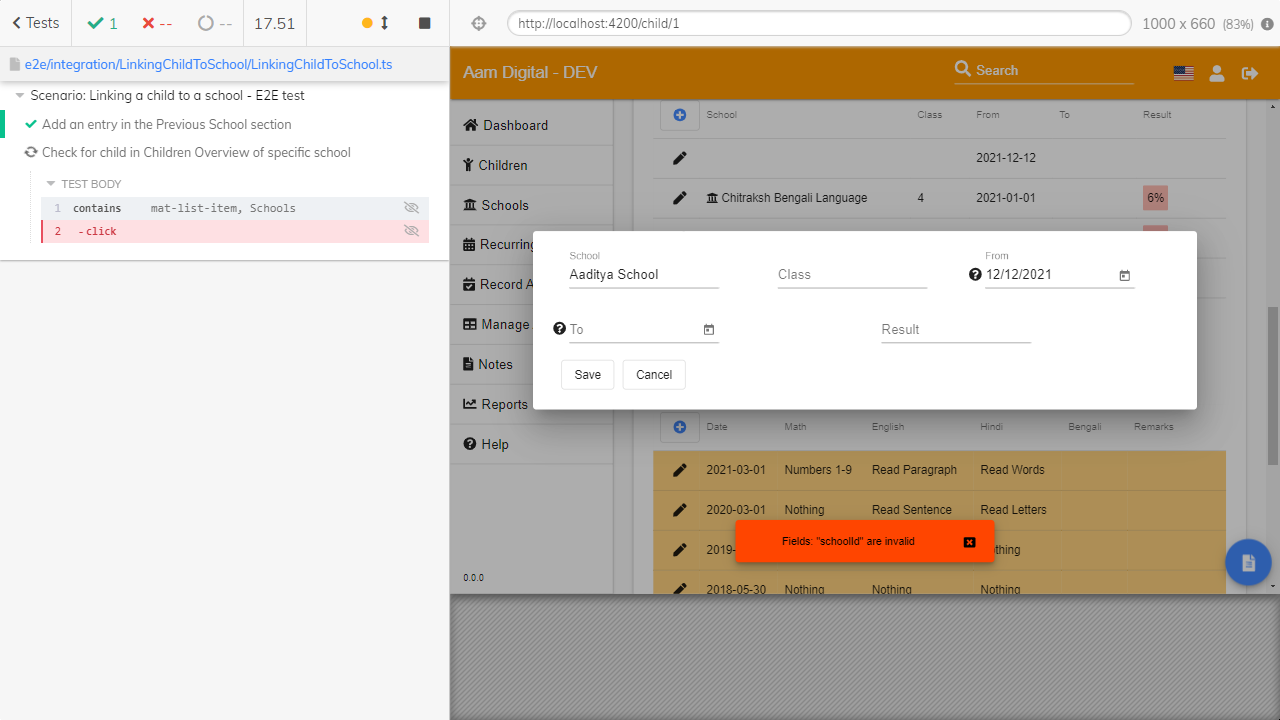 Tests
1
--
--
17.51
http://localhost:4200/child/1
1000 x 660 (83%)
e2e/integration/LinkingChildToSchool/LinkingChildToSchool.ts
Scenario: Linking a child to a school - E2E test
Add an entry in the Previous School section
Check for child in Children Overview of specific school
TEST BODY
1 contains mat-list-item, Schools
2 -click
Aam Digital - DEV
Search
Dashboard
Children
Schools
Recurring
Record A
Manage
Notes
Reports
Help
0.0.0
School Class From To Result
2021-12-12
Chitraksh Bengali Language 4 2021-01-01 6%
School
Aaditya School
Class
From
12/12/2021
To
Result
Save
Cancel
Date Math English Hindi Bengali Remarks
2021-03-01 Numbers 1-9 Read Paragraph Read Words
2020-03-01 Nothing Read Sentence Read Letters
2019- othing
2018-05-30 Nothing Nothing Nothing
Fields: "schoolId" are invalid